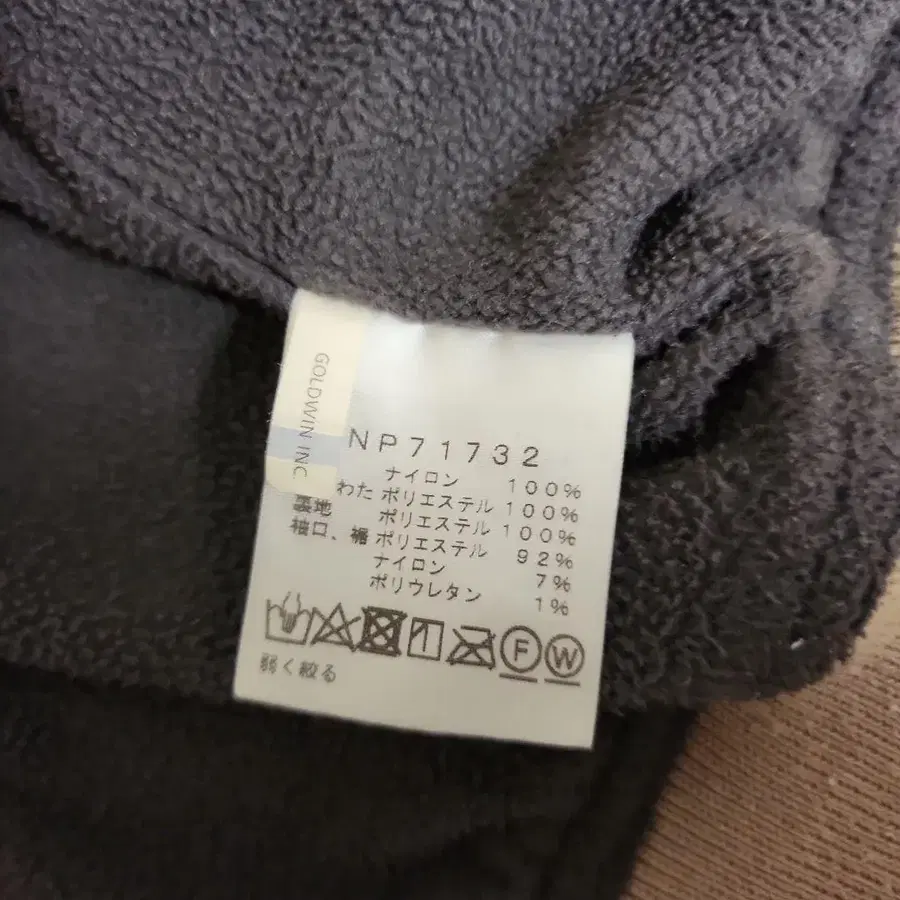 GOLDWIN INC
NP71732
ナイロン 100%
わた ポリエステル 100%
裏地 ポリエステル 100%
袖口、裾 ポリエステル 92%
ナイロン 7%
ポリウレタン 1%
F W
弱く絞る